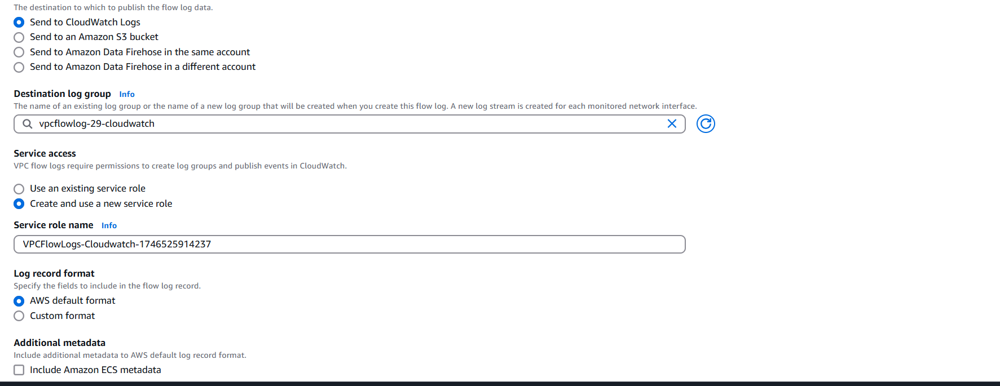 The destination to which to publish the flow log data.
Send to CloudWatch Logs
Send to an Amazon S3 bucket
Send to Amazon Data Firehose in the same account
Send to Amazon Data Firehose in a different account
Destination log group Info
The name of an existing log group or the name of a new log group that will be created when you create this flow log. A new log stream is created for each monitored network interface.
vpcflowlog-29-cloudwatch
Service access
VPC flow logs require permissions to create log groups and publish events in CloudWatch.
Use an existing service role
Create and use a new service role
Service role name Info
VPCFlowLogs-Cloudwatch-1746525914237
Log record format
Specify the fields to include in the flow log record.
AWS default format
Custom format
Additional metadata
Include additional metadata to AWS default log record format.
Include Amazon ECS metadata